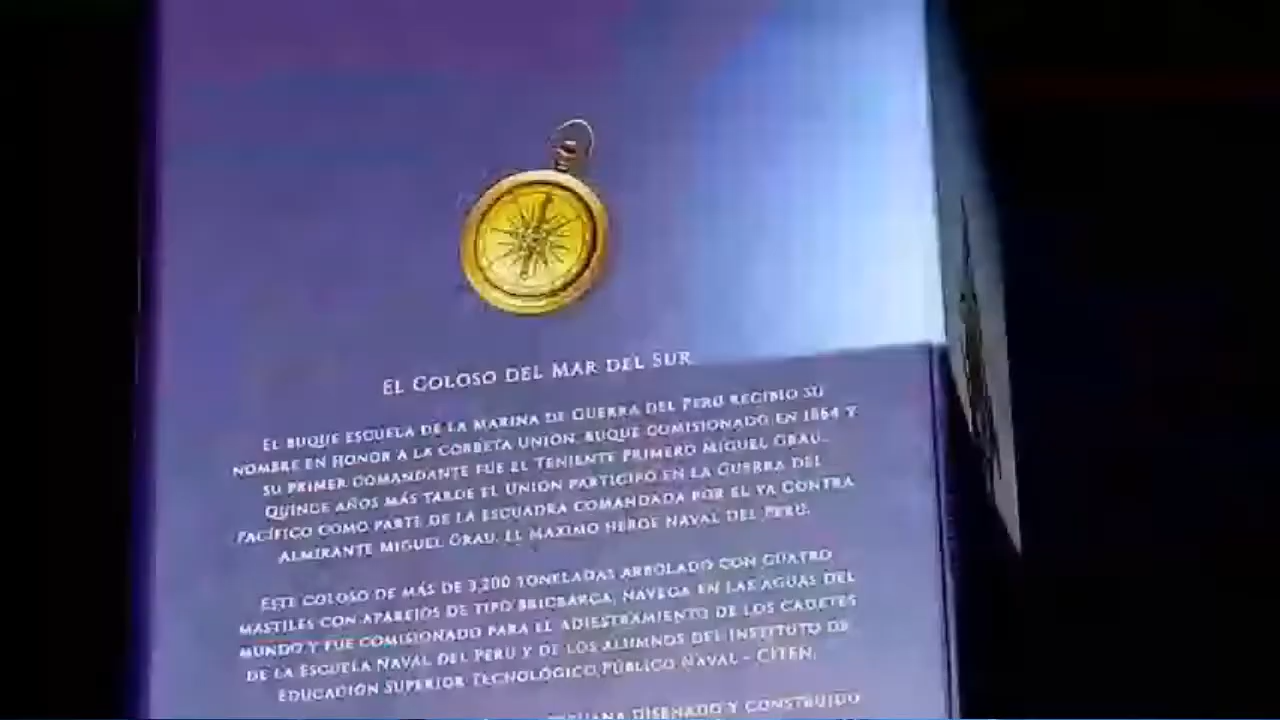 EL COLOSO DEL MAR DEL SUR
EL BUQUE ESCUELA DE LA MARINA DE GUERRA DEL PERÚ RECIBIO SU
NOMBRE EN HONOR A LA CORBETA UNIÓN, BUQUE COMISIONADO EN 1864 Y
SU PRIMER COMANDANTE FUE EL TENIENTE PRIMERO MIGUEL GRAU.
QUINCE AÑOS MÁS TARDE EL UNIÓN PARTICIPÓ EN LA GUERRA DEL
PACÍFICO COMO PARTE DE LA ESCUADRA COMANDADA POR EL YA CONTRA
ALMIRANTE MIGUEL GRAU, EL MAXIMO HEROE NAVAL DEL PERÚ.
ESTE COLOSO DE MÁS DE 3,200 TONELADAS ARBOLADO CON CUATRO
MASTILES CON APAREJOS DE TIPO BRICBARCA, NAVEGA EN LAS AGUAS DEL
MUNDO Y FUE COMISIONADO PARA EL ADIESTRAMIENTO DE LOS CADETES
DE LA ESCUELA NAVAL DEL PERÚ Y DE LOS ALUMNOS DEL INSTITUTO DE
EDUCACIÓN SUPERIOR TECNOLÓGICO PÚBLICO NAVAL - CITEN.
DISEÑADO Y CONSTRUIDO